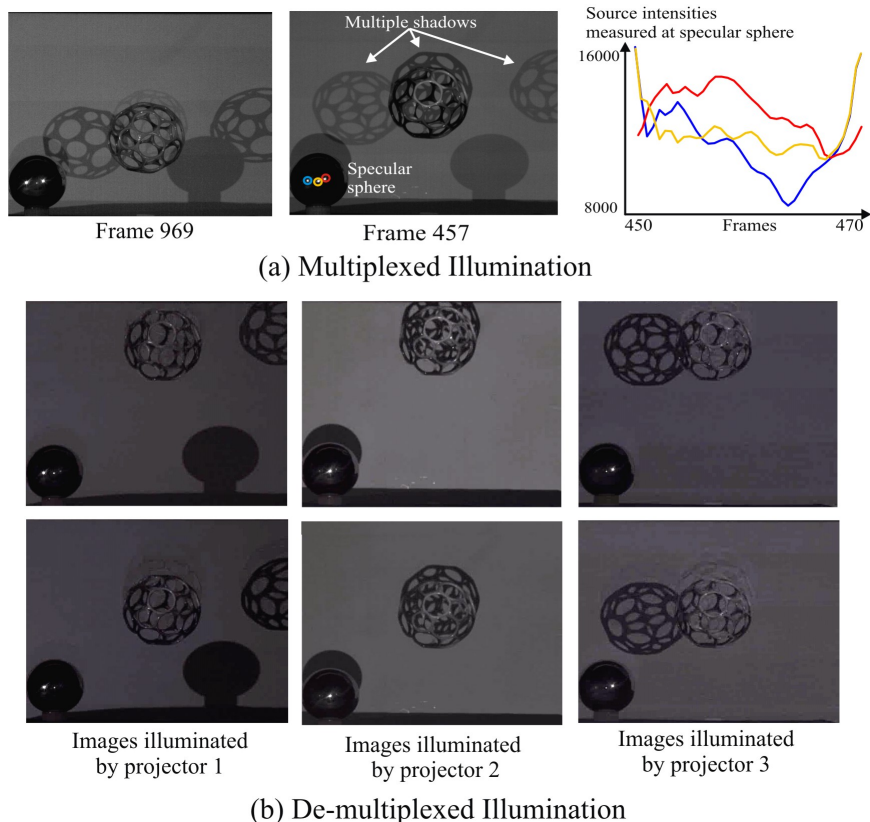 Multiple shadows
Specular
sphere
Source intensities
measured at specular sphere
16000
8000
450
Frames
470
Frame 969
Frame 457
(a) Multiplexed Illumination
Images illuminated
by projector 1
Images illuminated
by projector 2
Images illuminated
by projector 3
(b) De-multiplexed Illumination